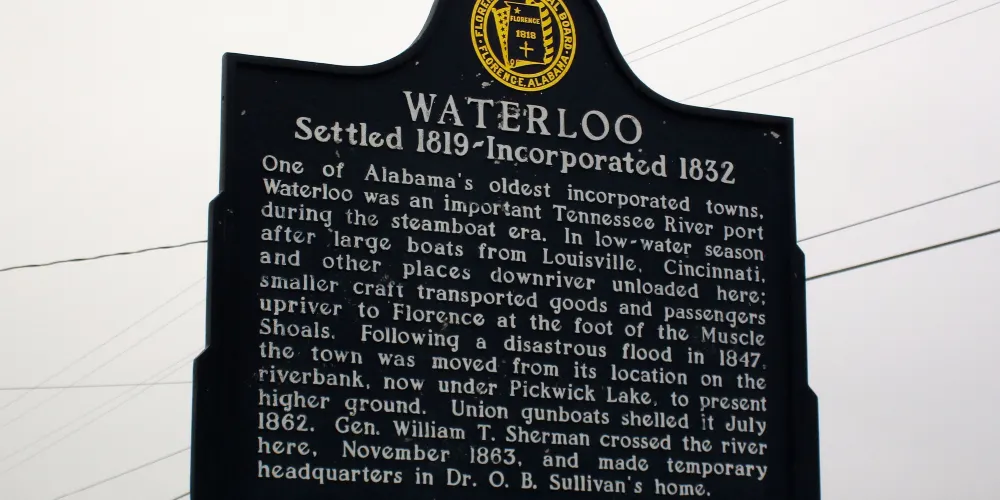 FLORENCE
1818
FLORENCE, ALABAMA
WATERLOO
Settled 1819-Incorporated 1832
One of Alabama's oldest incorporated towns,
Waterloo was an important Tennessee River port
during the steamboat era. In low-water season
after large boats from Louisville, Cincinnati,
and other places downriver unloaded here;
smaller craft transported goods and passengers
upriver to Florence at the foot of the Muscle
Shoals. Following a disastrous flood in 1847,
the town was moved from its location on the
riverbank, now under Pickwick Lake, to present
higher ground. Union gunboats shelled it July
1862. Gen. William T. Sherman crossed the river
here, November 1863, and made temporary
headquarters in Dr. O. B. Sullivan's home.